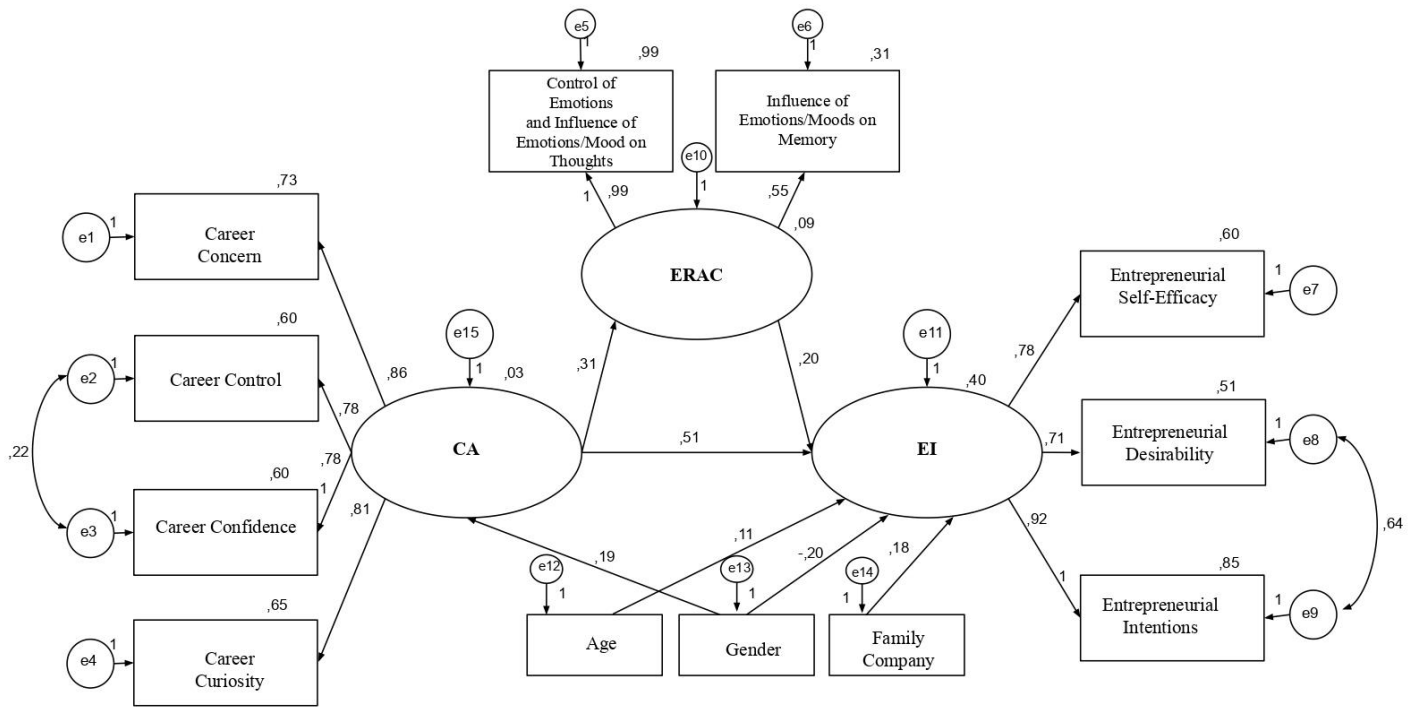 e5
1
,99
Control of
Emotions
and Influence of
Emotions/Mood on
Thoughts
e6
1
,31
Influence of
Emotions/Moods on
Memory
e10
1
1
,99
,55
,09
ERAC
,73
e1
1
Career
Concern
,60
e2
1
Career Control
,22
,60
e3
1
Career Confidence
,65
e4
1
Career
Curiosity
,86
,78
,78
1
,81
e15
1
,03
CA
,31
,20
,51
e11
1
,40
EI
,60
Entrepreneurial
Self-Efficacy
1
e7
,78
,51
Entrepreneurial
Desirability
1
e8
,71
,64
,85
Entrepreneurial
Intentions
1
e9
,92
1
,19
,11
-,20
,18
e12
1
Age
e13
1
Gender
e14
1
Family
Company